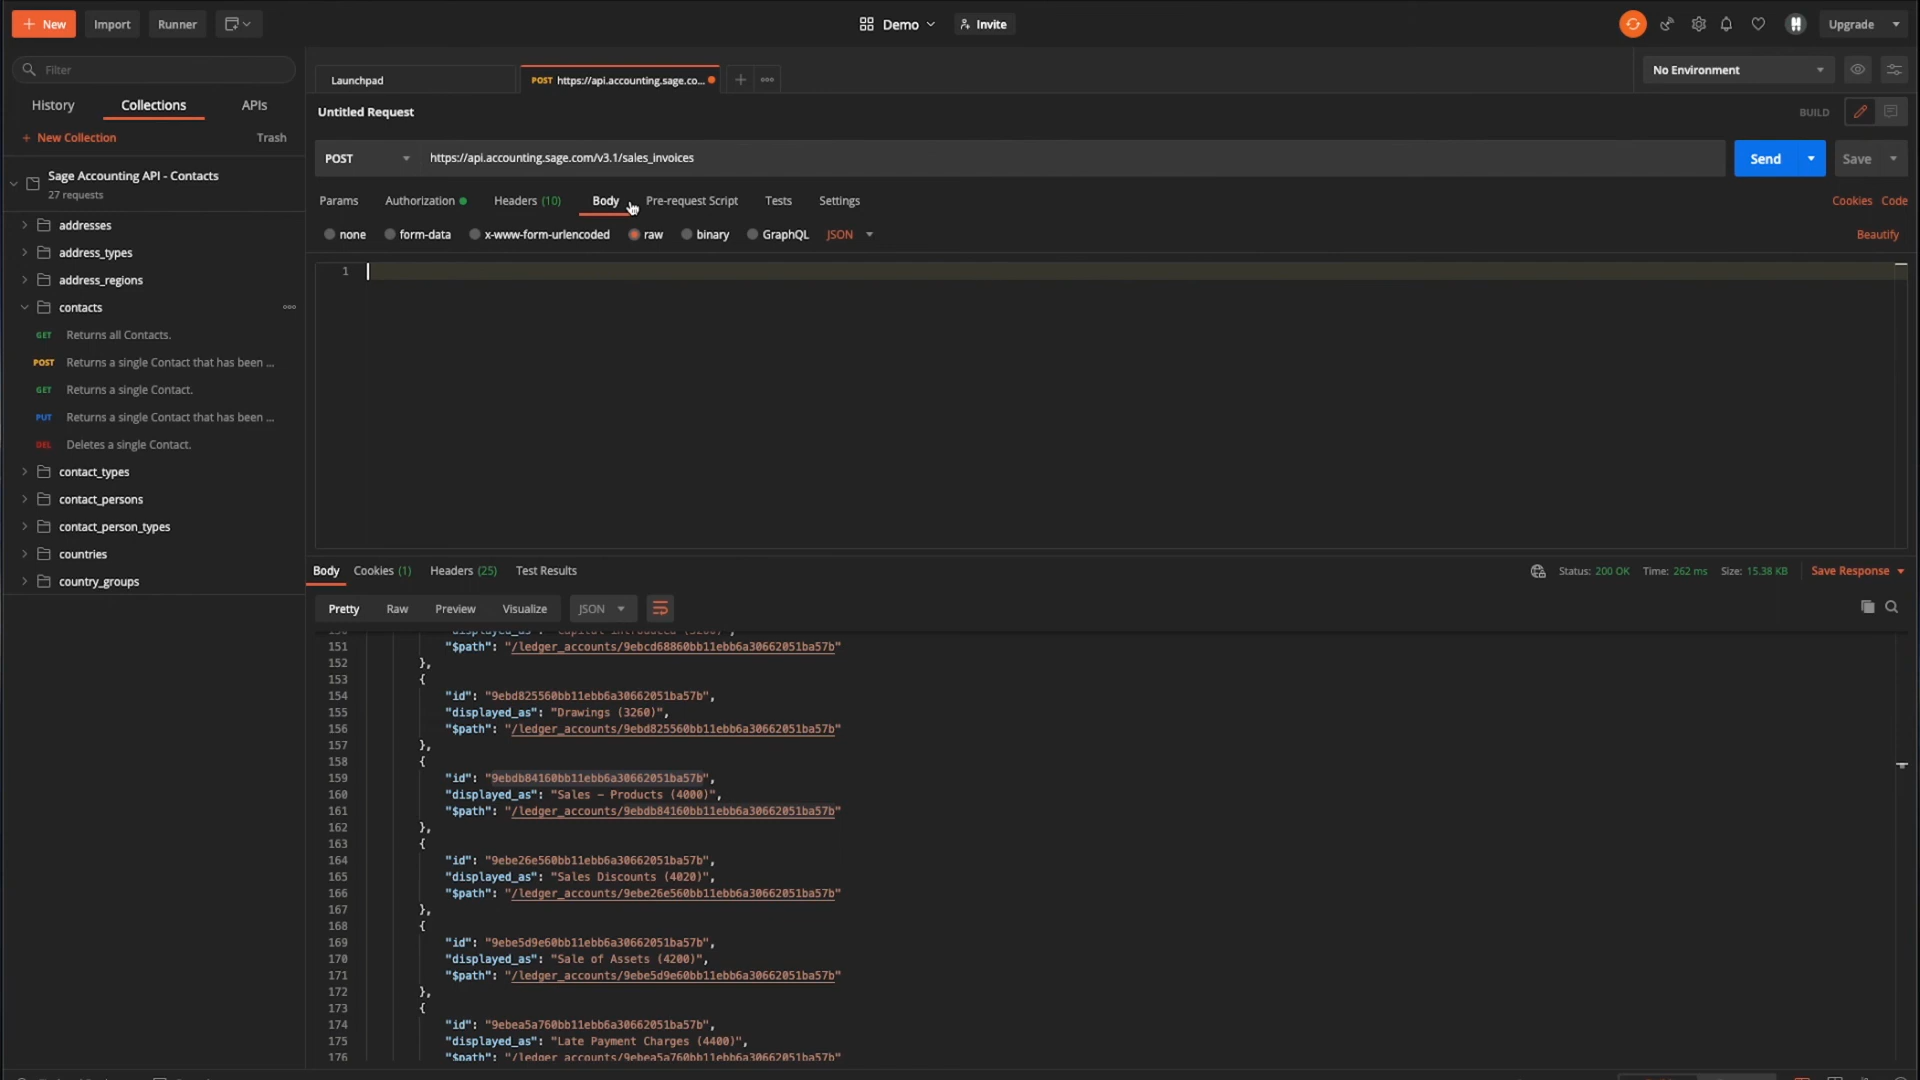 + New Import Runner Demo Invite Upgrade
Filter
Launchpad POST https://api.accounting.sage.co... + ooo No Environment
History Collections APIs
Untitled Request BUILD
+ New Collection Trash
POST https://api.accounting.sage.com/v3.1/sales_invoices Send Save
Sage Accounting API - Contacts
27 requests
Params Authorization Headers (10) Body Pre-request Script Tests Settings Cookies Code
addresses
none form-data x-www-form-urlencoded raw binary GraphQL JSON Beautify
address_types
1
address_regions
contacts
GET Returns all Contacts.
POST Returns a single Contact that has been ...
GET Returns a single Contact.
PUT Returns a single Contact that has been ...
DEL Deletes a single Contact.
contact_types
contact_persons
contact_person_types
countries
country_groups
Body Cookies (1) Headers (25) Test Results Status: 200 OK Time: 262 ms Size: 15.38 KB Save Response
Pretty Raw Preview Visualize JSON
151 "$path": "/ledger_accounts/9ebcd68860bb11ebb6a30662051ba57b"
152 },
153 {
154 "id": "9ebd825560bb11ebb6a30662051ba57b",
155 "displayed_as": "Drawings (3260)",
156 "$path": "/ledger_accounts/9ebd825560bb11ebb6a30662051ba57b"
157 },
158 {
159 "id": "9ebdb84160bb11ebb6a30662051ba57b",
160 "displayed_as": "Sales – Products (4000)",
161 "$path": "/ledger_accounts/9ebdb84160bb11ebb6a30662051ba57b"
162 },
163 {
164 "id": "9ebe26e560bb11ebb6a30662051ba57b",
165 "displayed_as": "Sales Discounts (4020)",
166 "$path": "/ledger_accounts/9ebe26e560bb11ebb6a30662051ba57b"
167 },
168 {
169 "id": "9ebe5d9e60bb11ebb6a30662051ba57b",
170 "displayed_as": "Sale of Assets (4200)",
171 "$path": "/ledger_accounts/9ebe5d9e60bb11ebb6a30662051ba57b"
172 },
173 {
174 "id": "9ebea5a760bb11ebb6a30662051ba57b",
175 "displayed_as": "Late Payment Charges (4400)",
176 "$path": "/ledger_accounts/9ebea5a760bb11ebb6a30662051ba57b"